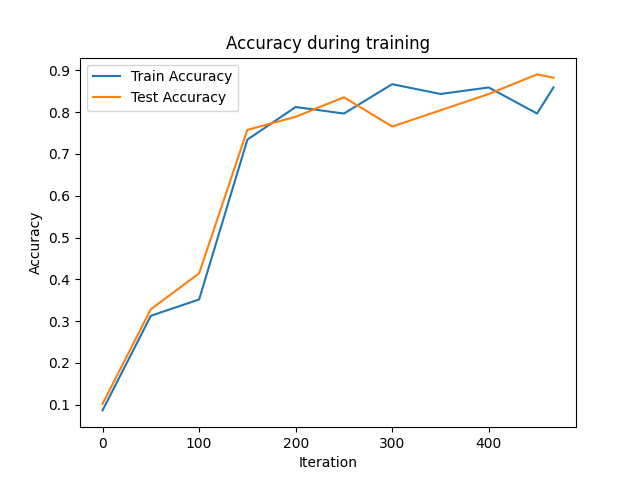 Accuracy during training
Train Accuracy
Test Accuracy
0.9
0.8
0.7
0.6
0.5
0.4
0.3
0.2
0.1
Accuracy
0 100 200 300 400
Iteration